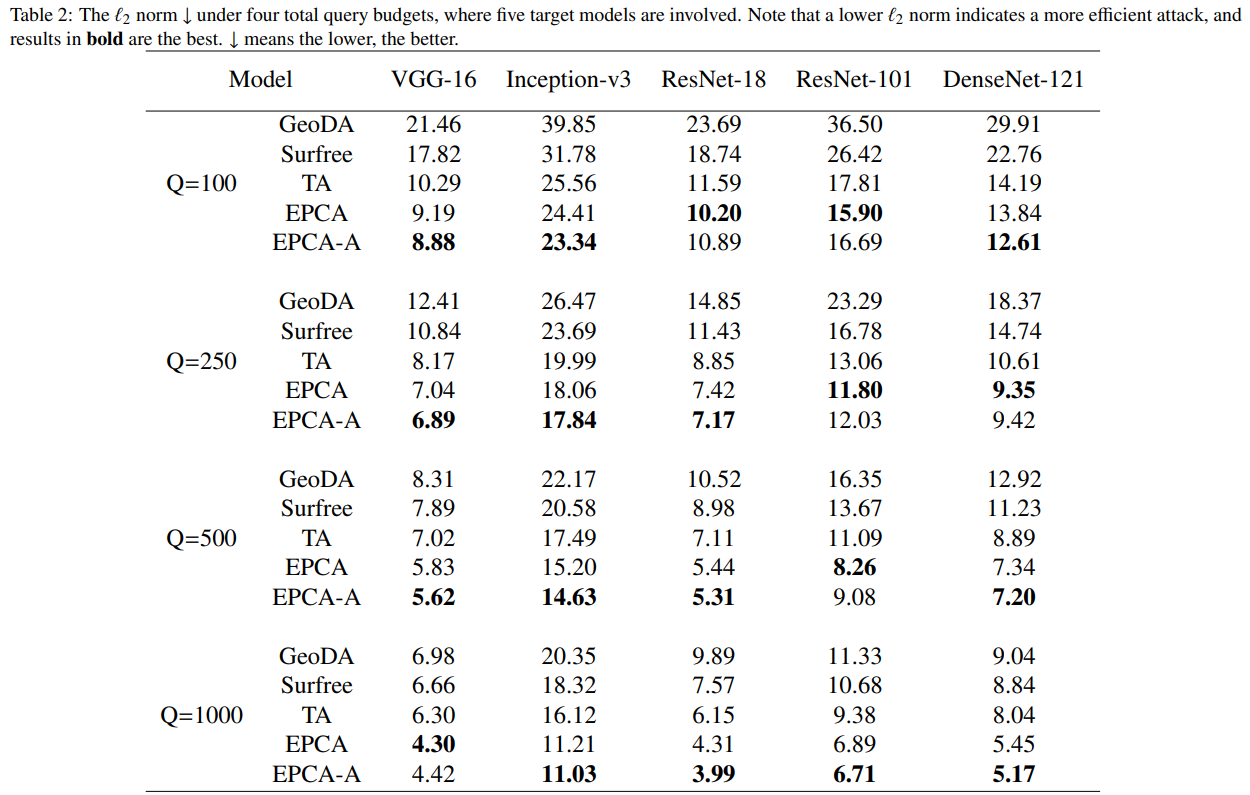 Table 2: The ℓ2 norm ↓ under four total query budgets, where five target models are involved. Note that a lower ℓ2 norm indicates a more efficient attack, and
results in bold are the best. ↓ means the lower, the better.
Model VGG-16 Inception-v3 ResNet-18 ResNet-101 DenseNet-121
GeoDA 21.46 39.85 23.69 36.50 29.91
Surfree 17.82 31.78 18.74 26.42 22.76
Q=100 TA 10.29 25.56 11.59 17.81 14.19
EPCA 9.19 24.41 10.20 15.90 13.84
EPCA-A 8.88 23.34 10.89 16.69 12.61
GeoDA 12.41 26.47 14.85 23.29 18.37
Surfree 10.84 23.69 11.43 16.78 14.74
Q=250 TA 8.17 19.99 8.85 13.06 10.61
EPCA 7.04 18.06 7.42 11.80 9.35
EPCA-A 6.89 17.84 7.17 12.03 9.42
GeoDA 8.31 22.17 10.52 16.35 12.92
Surfree 7.89 20.58 8.98 13.67 11.23
Q=500 TA 7.02 17.49 7.11 11.09 8.89
EPCA 5.83 15.20 5.44 8.26 7.34
EPCA-A 5.62 14.63 5.31 9.08 7.20
GeoDA 6.98 20.35 9.89 11.33 9.04
Surfree 6.66 18.32 7.57 10.68 8.84
Q=1000 TA 6.30 16.12 6.15 9.38 8.04
EPCA 4.30 11.21 4.31 6.89 5.45
EPCA-A 4.42 11.03 3.99 6.71 5.17